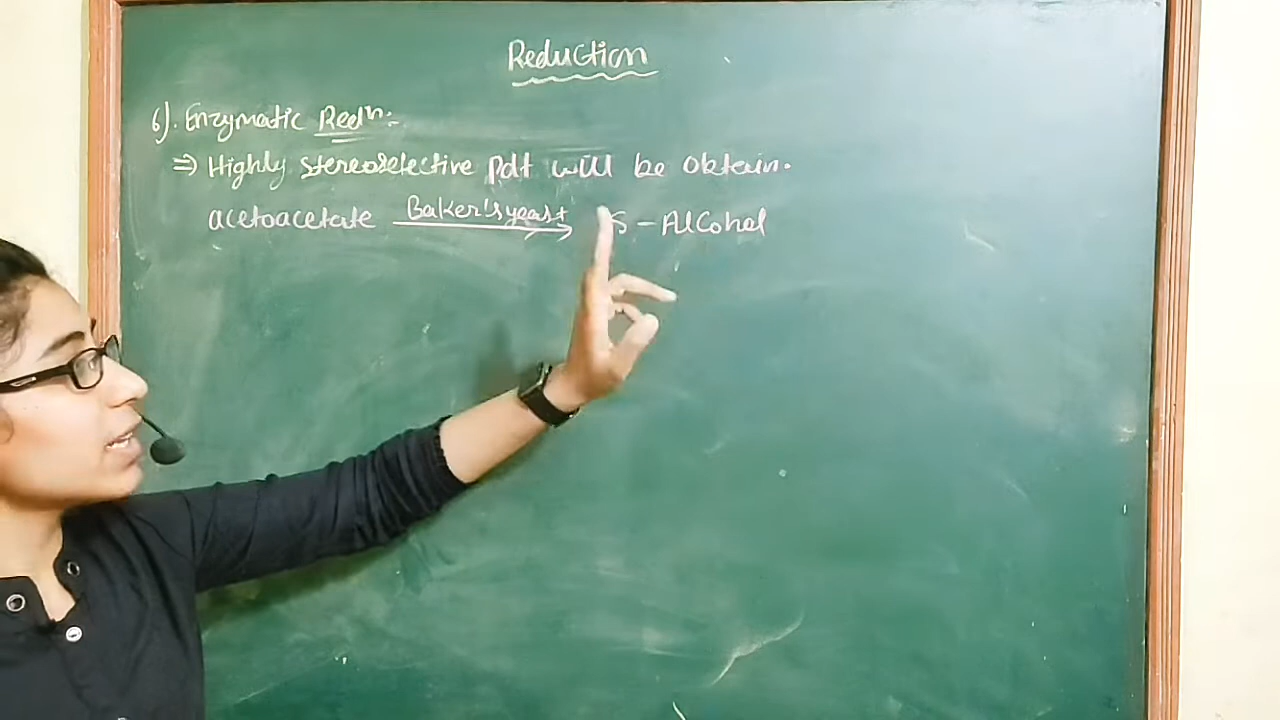 Reduction
6). Enzymatic Redn:-
⇒ Highly stereoselective pdt will be obtain.
acetoacetate Baker's yeast → S - Alcohol